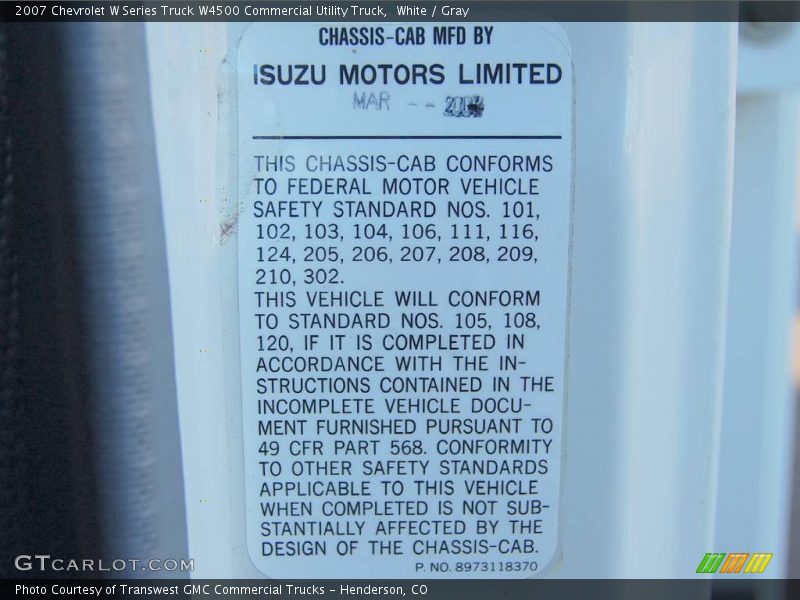 2007 Chevrolet W Series Truck W4500 Commercial Utility Truck, White / Gray
CHASSIS-CAB MFD BY
ISUZU MOTORS LIMITED
MAR -- 2007
THIS CHASSIS-CAB CONFORMS
TO FEDERAL MOTOR VEHICLE
SAFETY STANDARD NOS. 101,
102, 103, 104, 106, 111, 116,
124, 205, 206, 207, 208, 209,
210, 302.
THIS VEHICLE WILL CONFORM
TO STANDARD NOS. 105, 108,
120, IF IT IS COMPLETED IN
ACCORDANCE WITH THE IN-
STRUCTIONS CONTAINED IN THE
INCOMPLETE VEHICLE DOCU-
MENT FURNISHED PURSUANT TO
49 CFR PART 568. CONFORMITY
TO OTHER SAFETY STANDARDS
APPLICABLE TO THIS VEHICLE
WHEN COMPLETED IS NOT SUB-
STANTIALLY AFFECTED BY THE
DESIGN OF THE CHASSIS-CAB.
P. NO. 8973118370
GTCARLOT.COM
Photo Courtesy of Transwest GMC Commercial Trucks - Henderson, CO